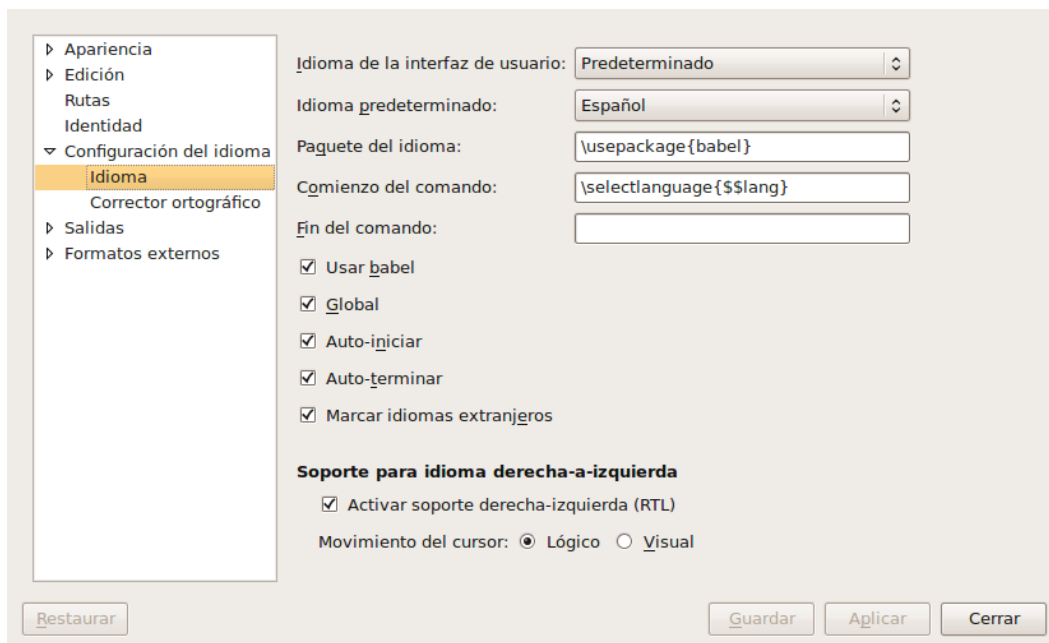 Apariencia
Edición
Rutas
Identidad
Configuración del idioma
Idioma
Corrector ortográfico
Salidas
Formatos externos
Idioma de la interfaz de usuario: Predeterminado
Idioma predeterminado: Español
Paquete del idioma: \usepackage{babel}
Comienzo del comando: \selectlanguage{$$lang}
Fin del comando:
Usar babel
Global
Auto-iniciar
Auto-terminar
Marcar idiomas extranjeros
Soporte para idioma derecha-a-izquierda
Activar soporte derecha-izquierda (RTL)
Movimiento del cursor: Lógico Visual
Restaurar Guardar Aplicar Cerrar